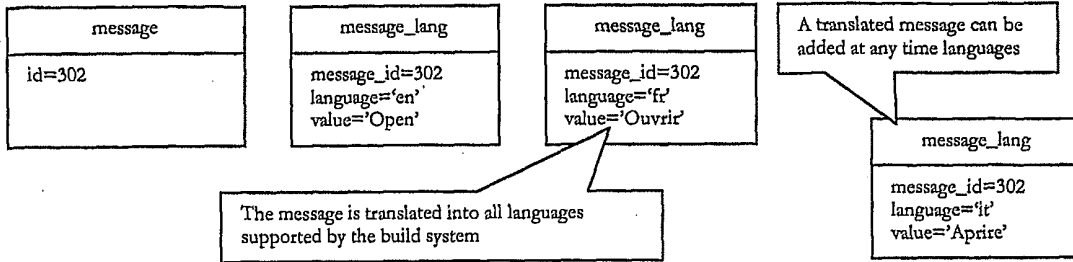 message
id=302
message_lang
message_id=302
language='en'
value='Open'
message_lang
message_id=302
language='fr'
value='Ouvrir'
A translated message can be
added at any time languages
message_lang
message_id=302
language='it'
value='Aprire'
The message is translated into all languages
supported by the build system